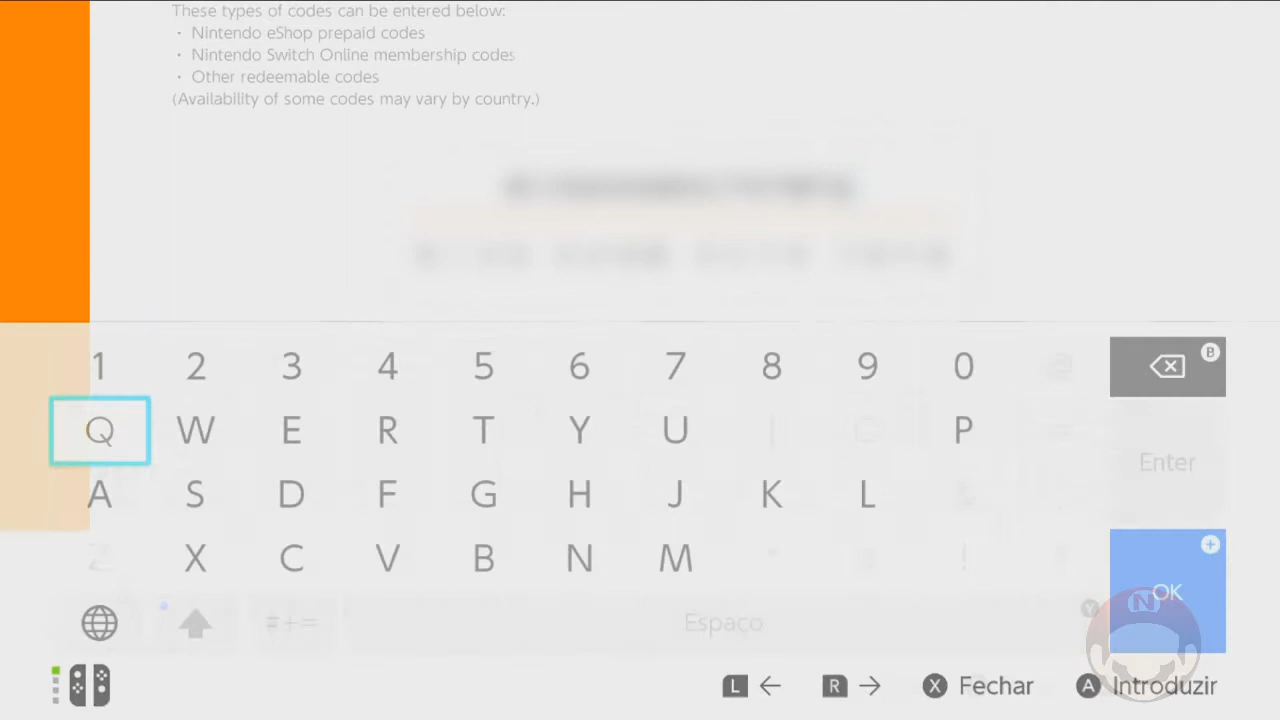 These types of codes can be entered below:
・ Nintendo eShop prepaid codes
・ Nintendo Switch Online membership codes
・ Other redeemable codes
(Availability of some codes may vary by country.)
1 2 3 4 5 6 7 8 9 0 @ B
Q W E R T Y U I O P = Enter
A S D F G H J K L &
Z X C V B N M * # ! ? + OK
#+= Espaço Y N
L ← R → X Fechar A Introduzir